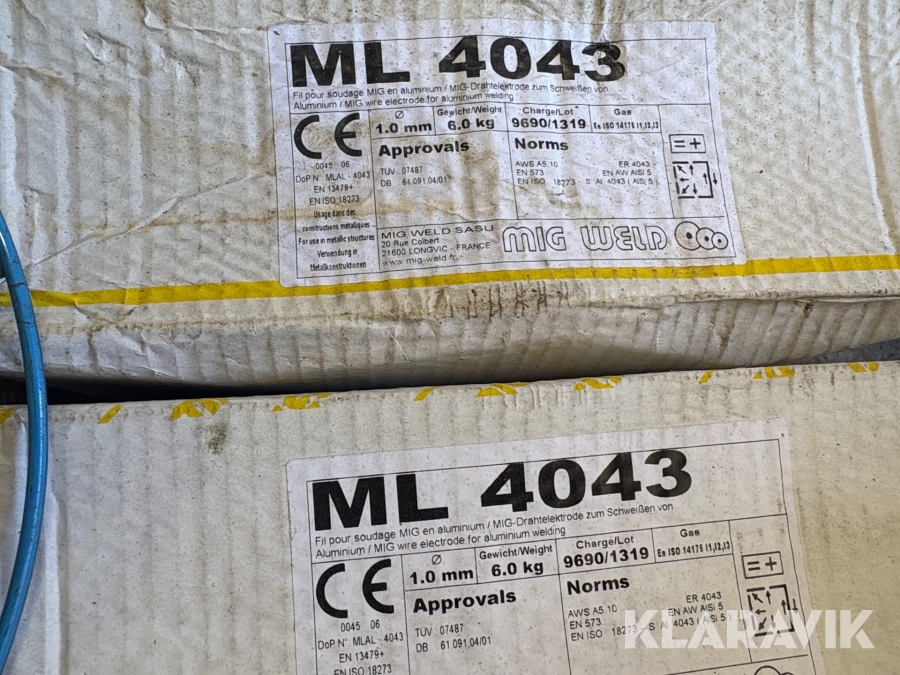 ML 4043
Fil pour soudage MIG en aluminium / MIG-Drahtelektrode zum Schweißen von
Aluminium / MIG wire electrode for aluminium welding
CE
0045 06
DoP N° MLAL - 4043
EN 13479+
EN ISO 18273
Usage dans des
constructions métaliques -
For use in metallic structures
Verwendung in
Metallkonstruktionen
Ø
1.0 mm
Gewicht/Weight
6.0 kg
Charge/Lot
9690/1319
Gas
En ISO 14175 I1,I2,I3
Approvals
TUV 07487
DB 61.091.04/01
Norms
AWS A5.10 ER 4043
EN 573 EN AW AlSi 5
EN ISO 18273 - S Al 4043 ( AlSi 5 )
=+
MIG WELD SASU
20 Rue Colbert
21600 LONGVIC - FRANCE
www.mig-weld.fr
MIG WELD
ML 4043
Fil pour soudage MIG en aluminium / MIG-Drahtelektrode zum Schweißen von
Aluminium / MIG wire electrode for aluminium welding
CE
0045 06
DoP N° MLAL - 4043
EN 13479+
EN ISO 18273
Ø
1.0 mm
Gewicht/Weight
6.0 kg
Charge/Lot
9690/1319
Gas
En ISO 14175 I1,I2,I3
Approvals
TUV 07487
DB 61.091.04/01
Norms
AWS A5.10 ER 4043
EN 573 EN AW AlSi 5
EN ISO 18273 - S Al 4043 ( AlSi 5 )
=+
KLARAVIK